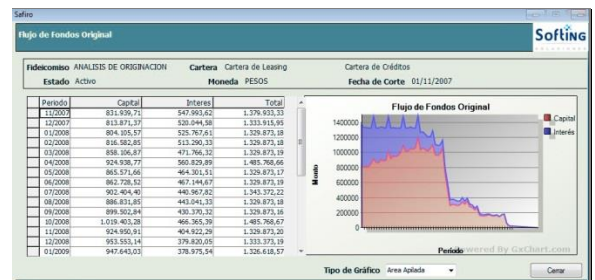 Safiro
Flujo de Fondos Original
Softing
SOLUTIONS
Fideicomiso ANALISIS DE ORIGINACION Cartera Cartera de Leasing Cartera de Créditos
Estado Activo Moneda PESOS Fecha de Corte 01/11/2007
Periodo Capital Interes Total
11/2007 831.939,71 547.993,62 1.379.933,33
12/2007 813.871,37 520.044,58 1.333.915,95
01/2008 804.105,57 525.767,61 1.329.873,18
02/2008 816.582,85 513.290,33 1.329.873,18
03/2008 858.106,87 471.766,32 1.329.873,19
04/2008 924.938,77 560.829,89 1.485.768,66
05/2008 865.571,66 464.301,51 1.329.873,17
06/2008 862.728,52 467.144,67 1.329.873,19
07/2008 902.404,40 440.967,82 1.343.372,22
08/2008 886.831,85 443.041,33 1.329.873,18
09/2008 899.502,84 430.370,32 1.329.873,16
10/2008 1.019.403,28 466.365,39 1.485.768,67
11/2008 924.950,91 404.922,29 1.329.873,20
12/2008 953.553,14 379.820,05 1.333.373,19
01/2009 947.643,03 378.975,54 1.326.618,57
Flujo de Fondos Original
Capital
Interés
1400000
1200000
1000000
800000
600000
400000
200000
0
Monto
Período
Powered By GxChart.com
Tipo de Gráfico Area Apilada
Cerrar